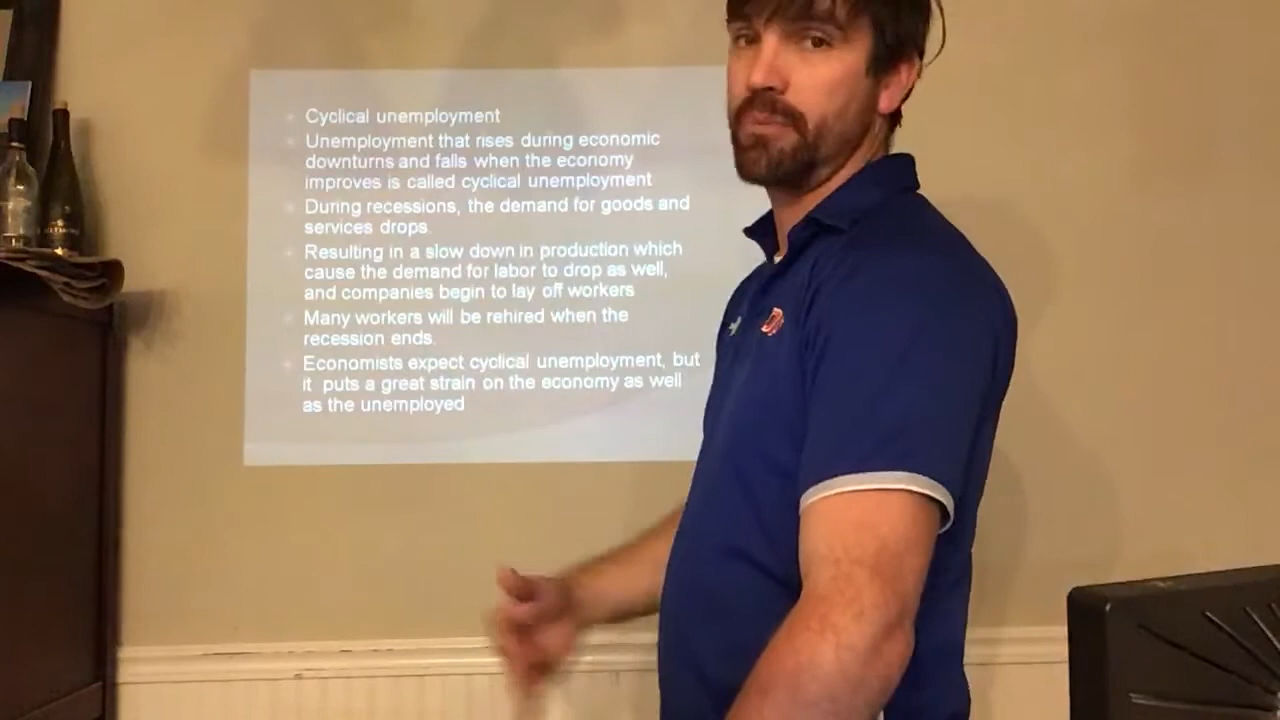 Cyclical unemployment
Unemployment that rises during economic
downturns and falls when the economy
improves is called cyclical unemployment
During recessions, the demand for goods and
services drops.
Resulting in a slow down in production which
cause the demand for labor to drop as well,
and companies begin to lay off workers
Many workers will be rehired when the
recession ends.
Economists expect cyclical unemployment, but
it puts a great strain on the economy as well
as the unemployed